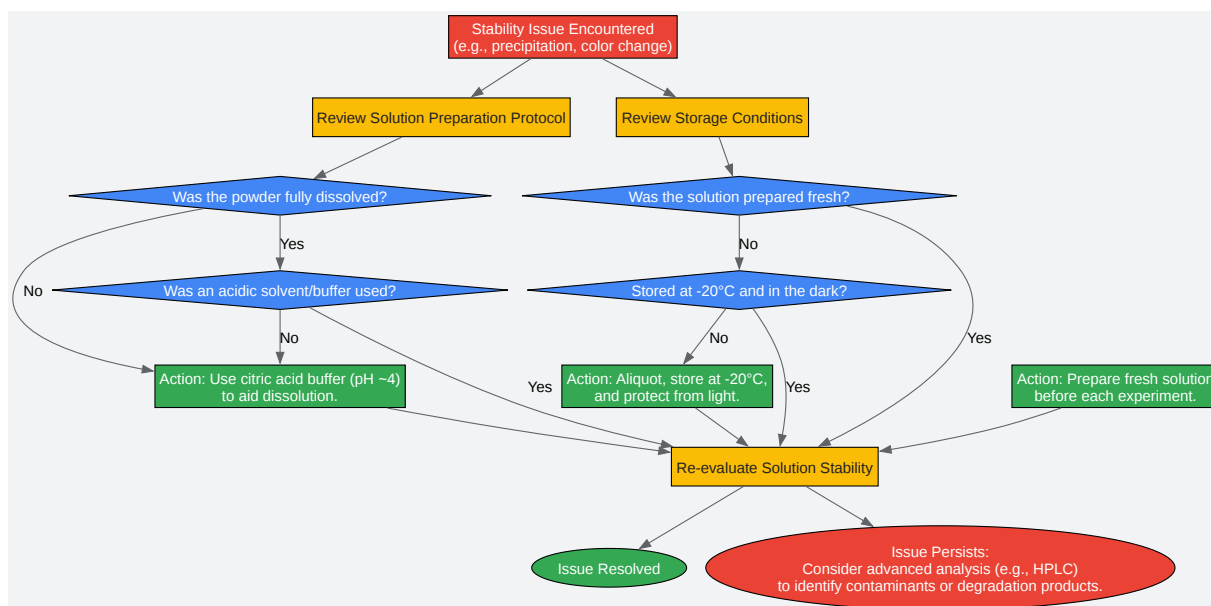 Stability Issue Encountered
(e.g., precipitation, color change)
Review Solution Preparation Protocol
Review Storage Conditions
Was the powder fully dissolved?
Was the solution prepared fresh?
Yes
No
No
Was an acidic solvent/buffer used?
Stored at -20°C and in the dark?
No
No
Yes
Yes
Yes
Action: Use citric acid buffer (pH ~4)
to aid dissolution.
Action: Aliquot, store at -20°C,
and protect from light.
Action: Prepare fresh solution
before each experiment.
Re-evaluate Solution Stability
Issue Resolved
Issue Persists:
Consider advanced analysis (e.g., HPLC)
to identify contaminants or degradation products.